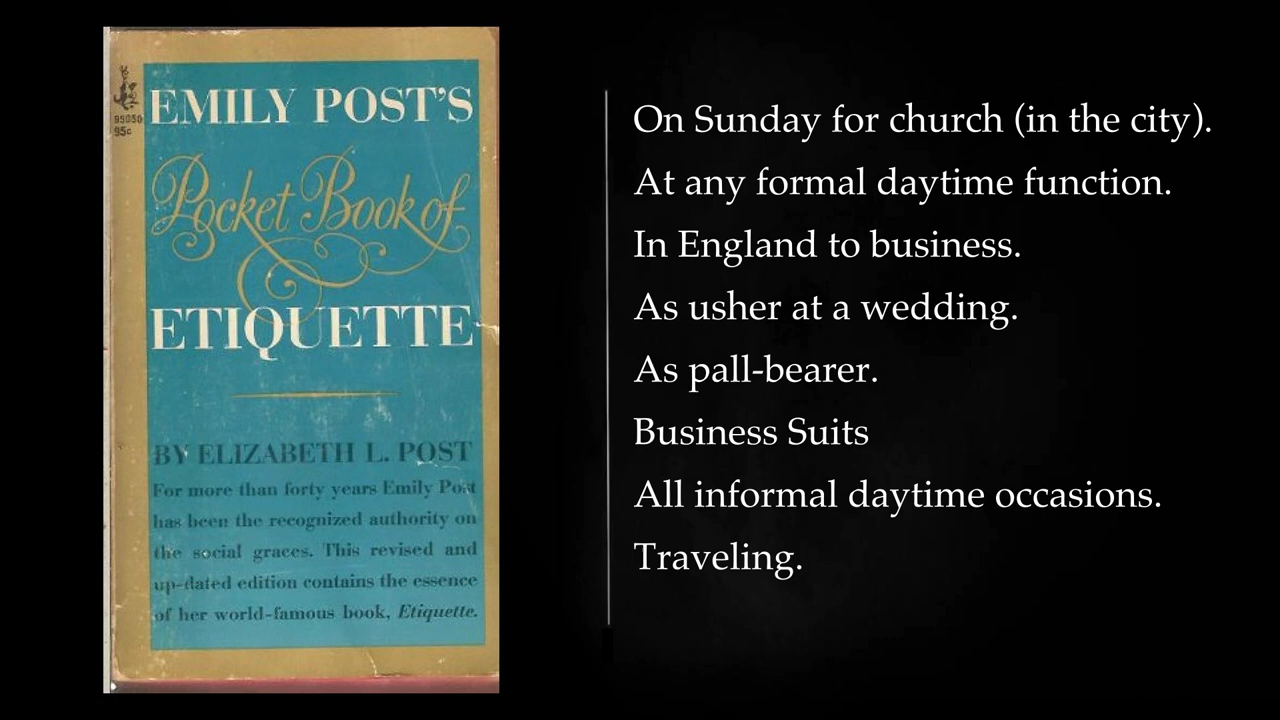 EMILY POST'S
95050
95c
Pocket Book of
ETIQUETTE
BY ELIZABETH L. POST
For more than forty years Emily Post
has been the recognized authority on
the social graces. This revised and
up-dated edition contains the essence
of her world-famous book, Etiquette.
On Sunday for church (in the city).
At any formal daytime function.
In England to business.
As usher at a wedding.
As pall-bearer.
Business Suits
All informal daytime occasions.
Traveling.